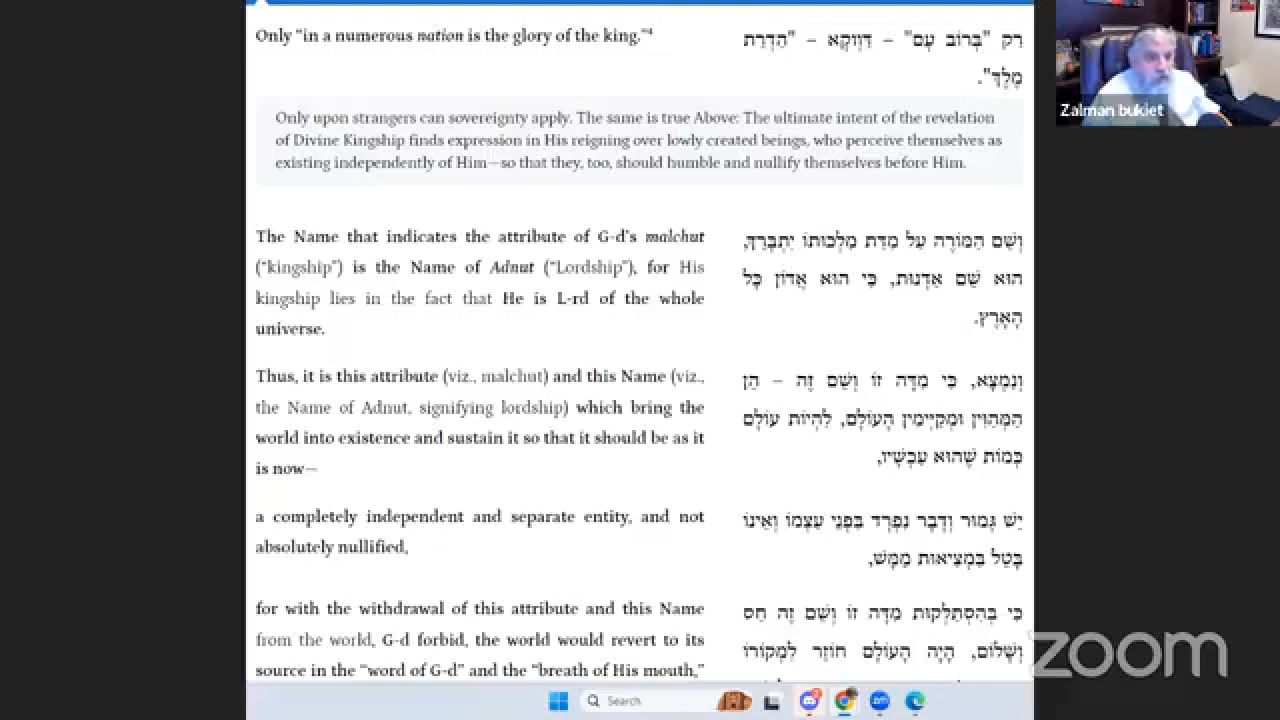 Only “in a numerous nation is the glory of the king.”⁴
רַק "בְּרוֹב עָם" – דַּוְוקָא – "הַדְרַת
מֶלֶךְ".
Only upon strangers can sovereignty apply. The same is true Above: The ultimate intent of the revelation
of Divine Kingship finds expression in His reigning over lowly created beings, who perceive themselves as
existing independently of Him—so that they, too, should humble and nullify themselves before Him.
The Name that indicates the attribute of G-d’s malchut
(“kingship”) is the Name of Adnut (“Lordship”), for His
kingship lies in the fact that He is L-rd of the whole
universe.
וְשֵׁם הַמּוֹרֶה עַל מִדַּת מַלְכוּתוֹ יִתְבָּרֵךְ,
הוּא שֵׁם אַדְנוּת, כִּי הוּא אֲדוֹן כָּל
הָאָרֶץ.
Thus, it is this attribute (viz., malchut) and this Name (viz.,
the Name of Adnut, signifying lordship) which bring the
world into existence and sustain it so that it should be as it
is now—
וְנִמְצָא, כִּי מִדָּה זוֹ וְשֵׁם זֶה – הֵן
הַמְהַוִּין וּמְקַיְּימִין הָעוֹלָם, לִהְיוֹת עוֹלָם
כְּמוֹת שֶׁהוּא עַכְשָׁיו,
a completely independent and separate entity, and not
absolutely nullified,
יֵשׁ גָּמוּר וְדָבָר נִפְרָד בִּפְנֵי עַצְמוֹ וְאֵינוֹ
בָּטֵל בִּמְצִיאוּת מַמָּשׁ,
for with the withdrawal of this attribute and this Name
from the world, G-d forbid, the world would revert to its
source in the “word of G-d” and the “breath of His mouth,”
כִּי בְּהִסְתַּלְּקוּת מִדָּה זוֹ וְשֵׁם זֶה חַס
וְשָׁלוֹם, הָיָה הָעוֹלָם חוֹזֵר לִמְקוֹרוֹ
Zalman bukiet
zoom
Search